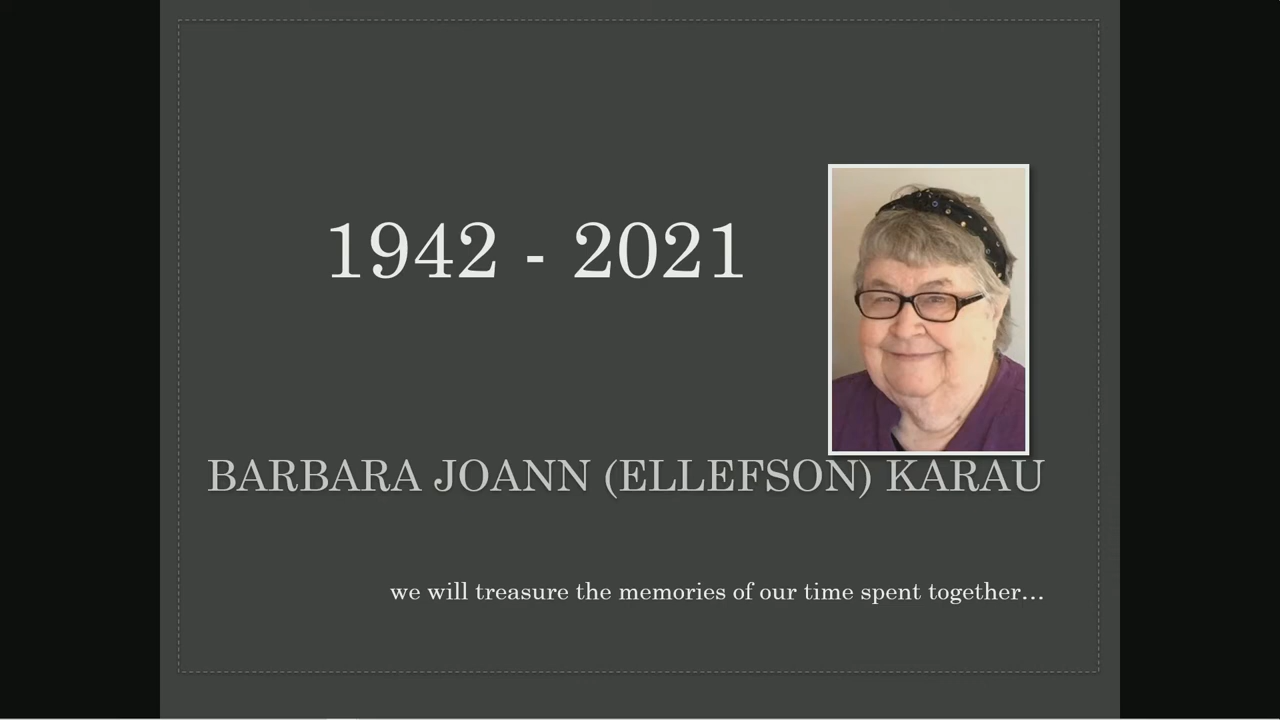 1942 - 2021
BARBARA JOANN (ELLEFSON) KARAU
we will treasure the memories of our time spent together...